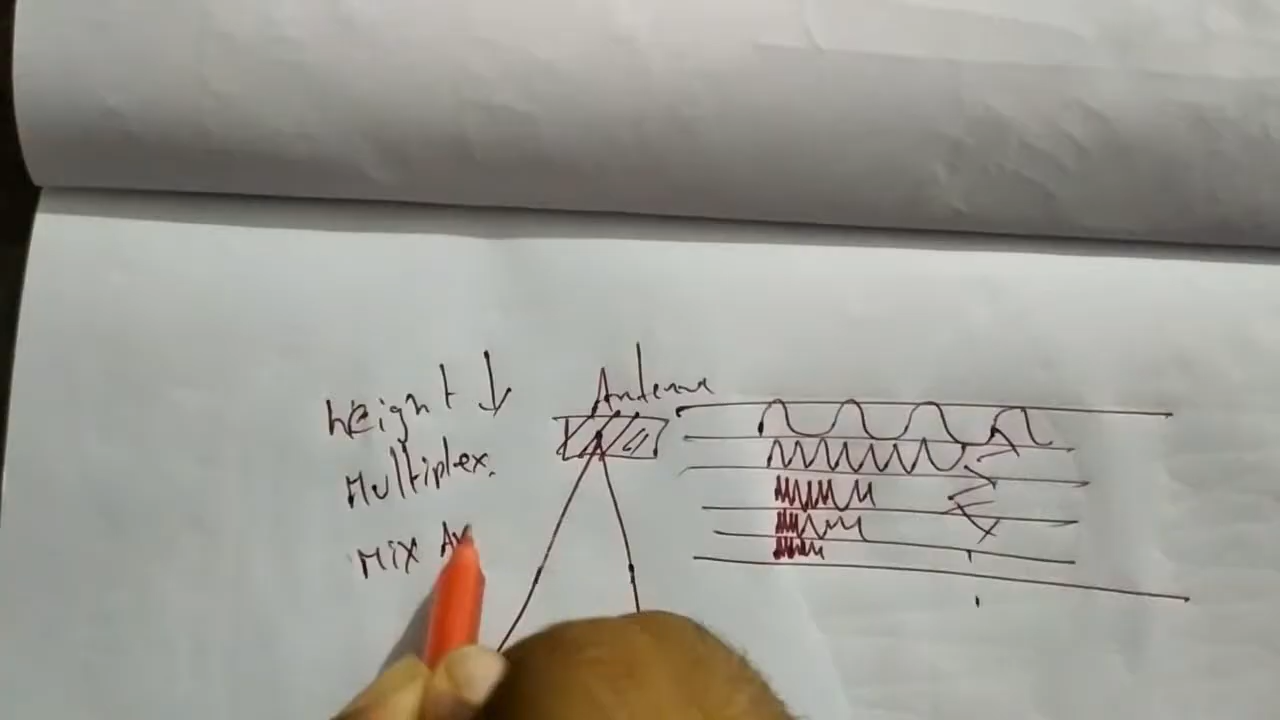 height ↓
Antenna
Multiplex.
Mix